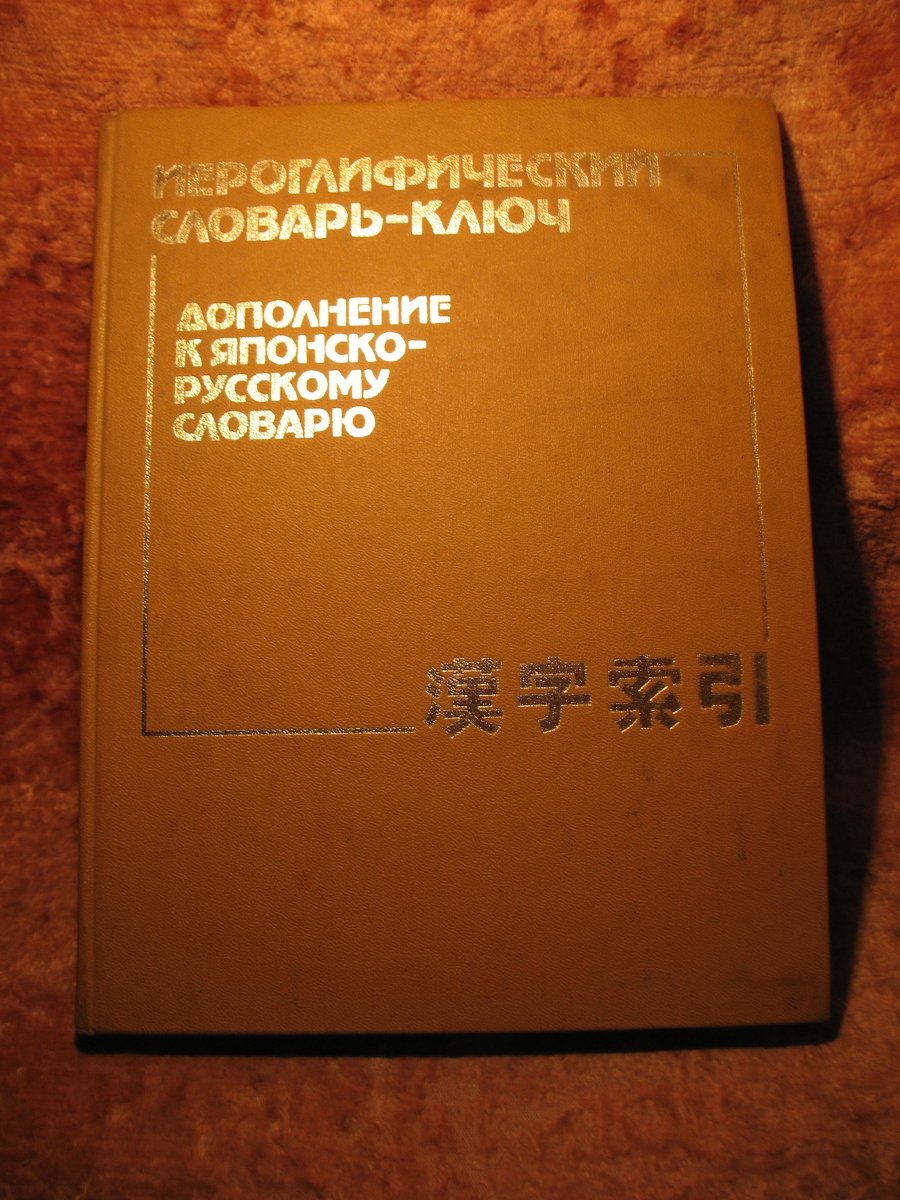 ИЕРОГЛИФИЧЕСКИЙ
СЛОВАРЬ-КЛЮЧ
ДОПОЛНЕНИЕ
К ЯПОНСКО-
РУССКОМУ
СЛОВАРЮ
漢字索引